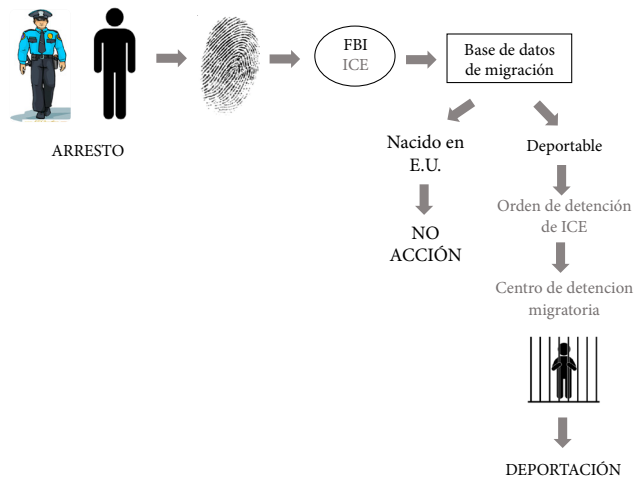 ARRESTO
FBI
ICE
Base de datos
de migración
Nacido en
E.U.
NO
ACCIÓN
Deportable
Orden de detención
de ICE
Centro de detencion
migratoria
DEPORTACIÓN